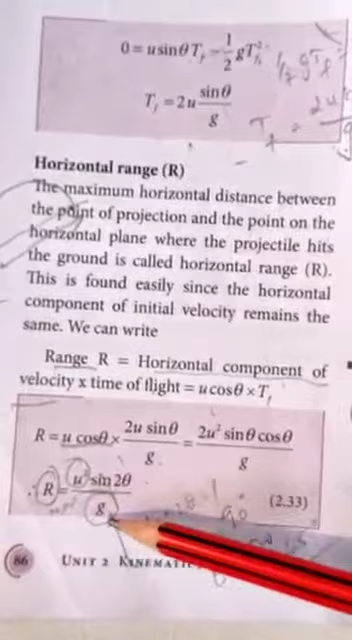 0 = u sinθ T_f − 1/2 gT_f²
T_f = 2u sinθ/g
Horizontal range (R)
The maximum horizontal distance between
the point of projection and the point on the
horizontal plane where the projectile hits
the ground is called horizontal range (R).
This is found easily since the horizontal
component of initial velocity remains the
same. We can write
Range R = Horizontal component of
velocity x time of flight = u cosθ × T_f
R = u cosθ × 2u sinθ/g = 2u² sinθ cosθ/g
∴ R = u² sin2θ/g (2.33)
86 UNIT 2 KINEMATI